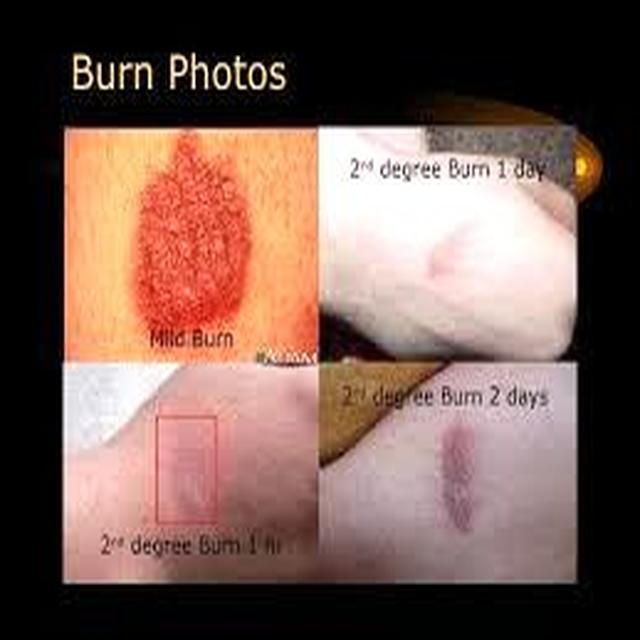 Burn Photos
2nd degree Burn 1 day
Mild Burn
2nd degree Burn 2 days
2nd degree Burn 1 hr